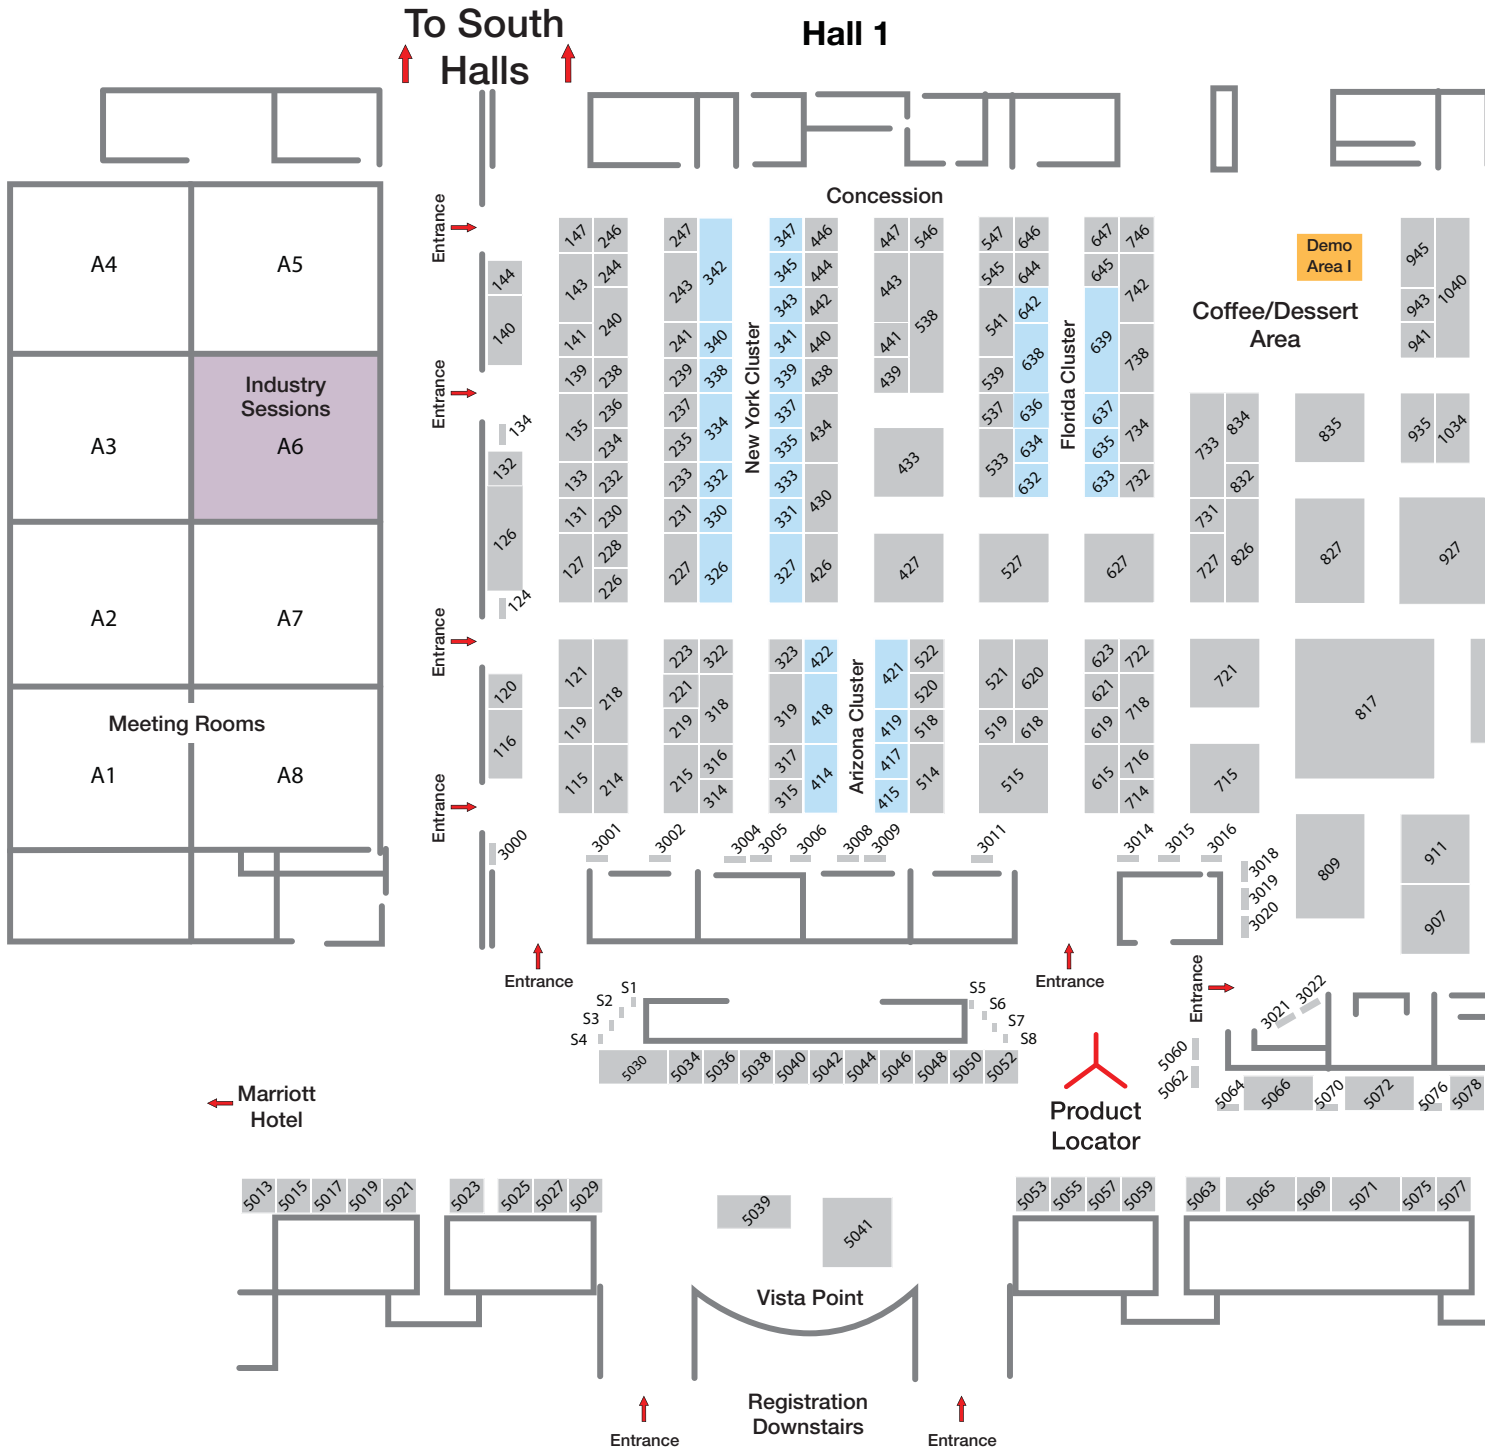 To South
Halls
Hall 1
Concession
Entrance
147 246 247 342 347 446 447 546 547 646 647 746
144 143 244 243 345 444 443 538 545 644 645 742 945 1040
Demo
Area I
140 240 343 442 541 642 639 943
Coffee/Dessert
Area
141 241 340 341 440 441 638 738 941
139 238 239 338 339 438 439 539
Entrance
New York Cluster
Florida Cluster
134 135 236 237 334 337 434 537 636 637 734 733 834 835 935 1034
132 234 235 335 433 533 634 635
133 232 233 332 333 430 632 633 732 832
126 131 230 231 330 331 731 826 827 927
127 228 227 326 327 426 427 527 627 727
124 226
A4 A5
Industry
Sessions
A3 A6
A2 A7
Meeting Rooms
A1 A8
Entrance
121 218 223 322 323 422 421 522 521 620 623 722 721 817
120 221 318 319 418 520 621 718
119 219 419 518 519 618 619
Arizona Cluster
116 115 214 215 316 317 414 417 514 515 615 716 715
314 315 415 714
Entrance
3000 3001 3002 3004 3005 3006 3008 3009 3011 3014 3015 3016
3018 809 911
3019
3020 907
Entrance
Entrance
Entrance
S1 S5
S2 S6
S3 S7
S4 S8
3021 3022
5030 5034 5036 5038 5040 5042 5044 5046 5048 5050 5052
5060
5062
5064 5066 5070 5072 5076 5078
Marriott
Hotel
Product
Locator
5013 5015 5017 5019 5021 5023 5025 5027 5029
5039 5041
5053 5055 5057 5059 5063 5065 5069 5071 5075 5077
Vista Point
Registration
Downstairs
Entrance
Entrance